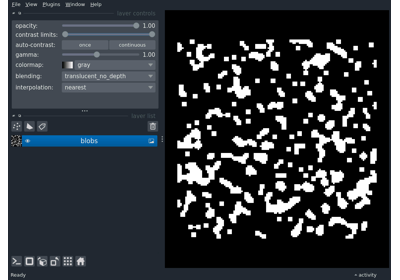 File View Plugins Window Help
layer controls
opacity: 1.00
contrast limits:
auto-contrast: once continuous
gamma: 1.00
colormap: gray
blending: translucent_no_depth
interpolation: nearest
layer list
blobs
Ready
activity